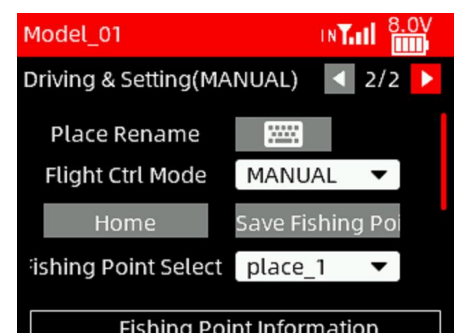 Model_01 IN 8.0V
Driving & Setting(MANUAL) 2/2
Place Rename
Flight Ctrl Mode MANUAL
Home Save Fishing Poi
Fishing Point Select place_1
Fishing Point Information